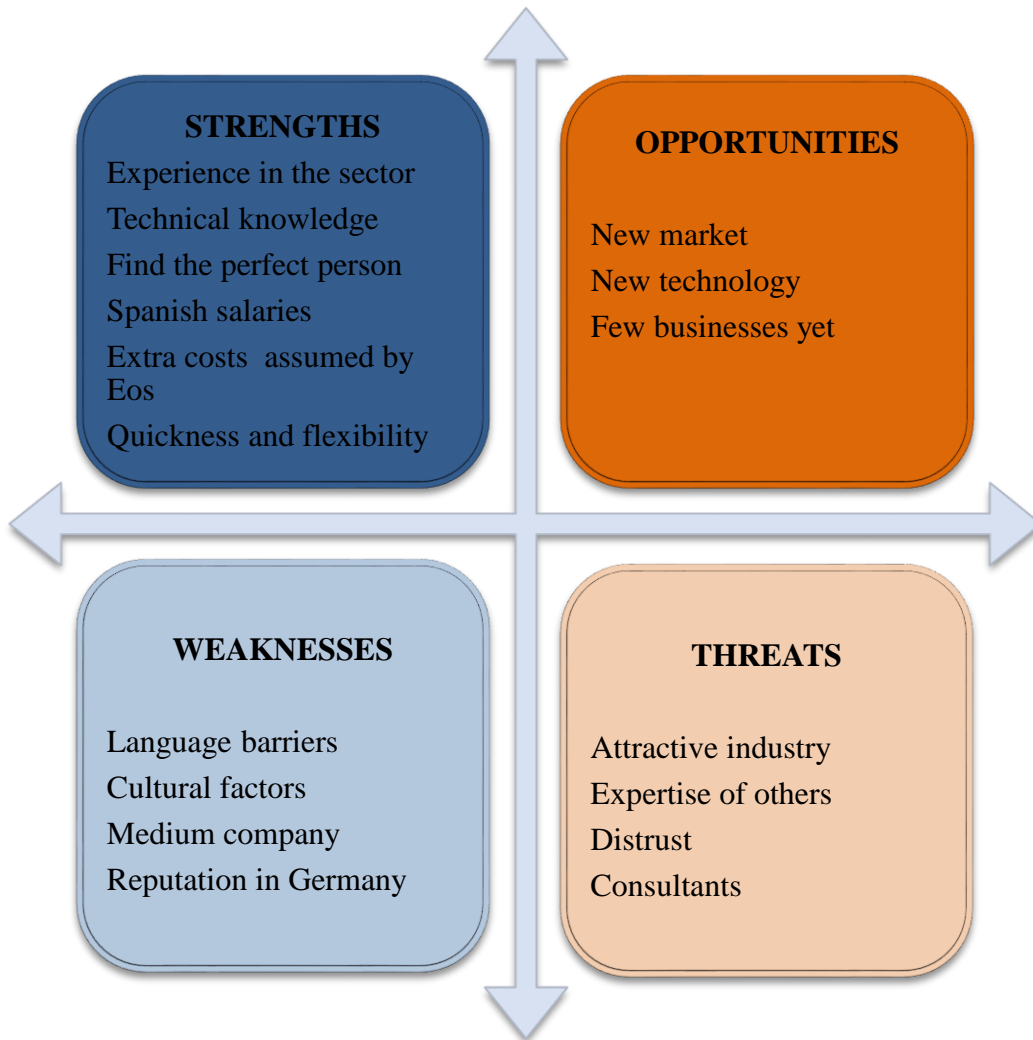 STRENGTHS
Experience in the sector
Technical knowledge
Find the perfect person
Spanish salaries
Extra costs  assumed by
Eos
Quickness and flexibility
OPPORTUNITIES
New market
New technology
Few businesses yet
WEAKNESSES
Language barriers
Cultural factors
Medium company
Reputation in Germany
THREATS
Attractive industry
Expertise of others
Distrust
Consultants